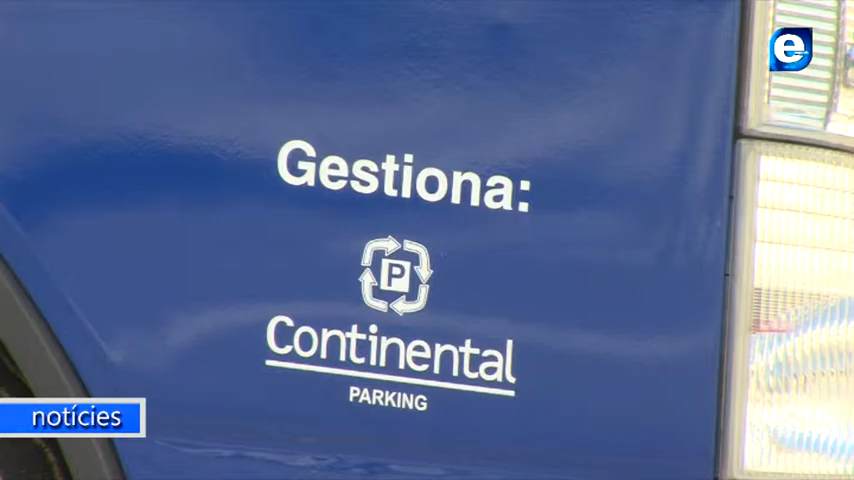 e
Gestiona:
P
Continental
PARKING
notícies